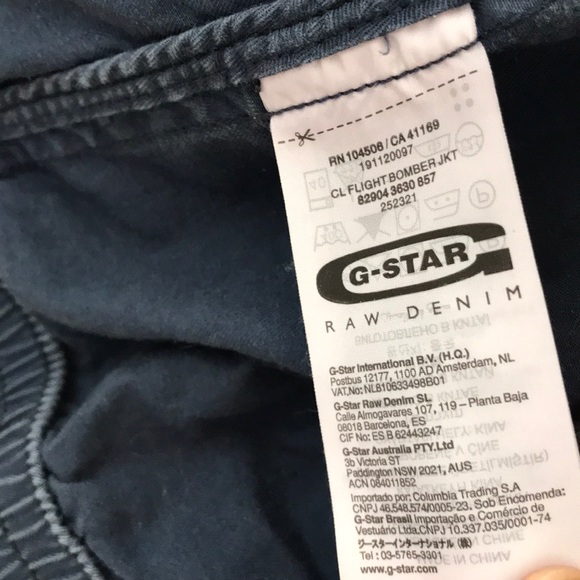 RN 104506 / CA 41169
191120097
CL FLIGHT BOMBER JKT
82904 3630 857
252321
G-STAR
RAW DENIM
G-Star International B.V. (H.Q.)
Postbus 12177, 1100 AD Amsterdam, NL
VAT.No: NL810633498B01
G-Star Raw Denim SL
Calle Almogavares 107, 119 – Planta Baja
08018 Barcelona, ES
CIF No: ES B 62443247
G-Star Australia PTY.Ltd
3b Victoria ST
Paddington NSW 2021, AUS
ACN 084011852
Importado por: Columbia Trading S.A
CNPJ 46.548.574/0005-23. Sob Encomenda:
G-Star Brasil Importação e Comércio de
Vestuário Ltda.CNPJ 10.337.035/0001-74
ジースターインターナショナル (株)
Tel : 03-5765-3301
www.g-star.com